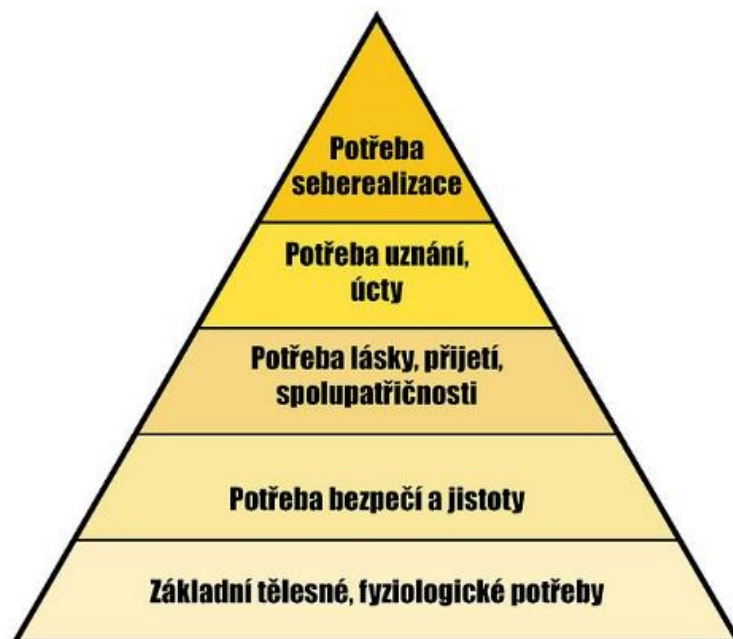 Potřeba
seberealizace
Potřeba uznání,
úcty
Potřeba lásky, přijetí,
spolupatřičnosti
Potřeba bezpečí a jistoty
Základní tělesné, fyziologické potřeby